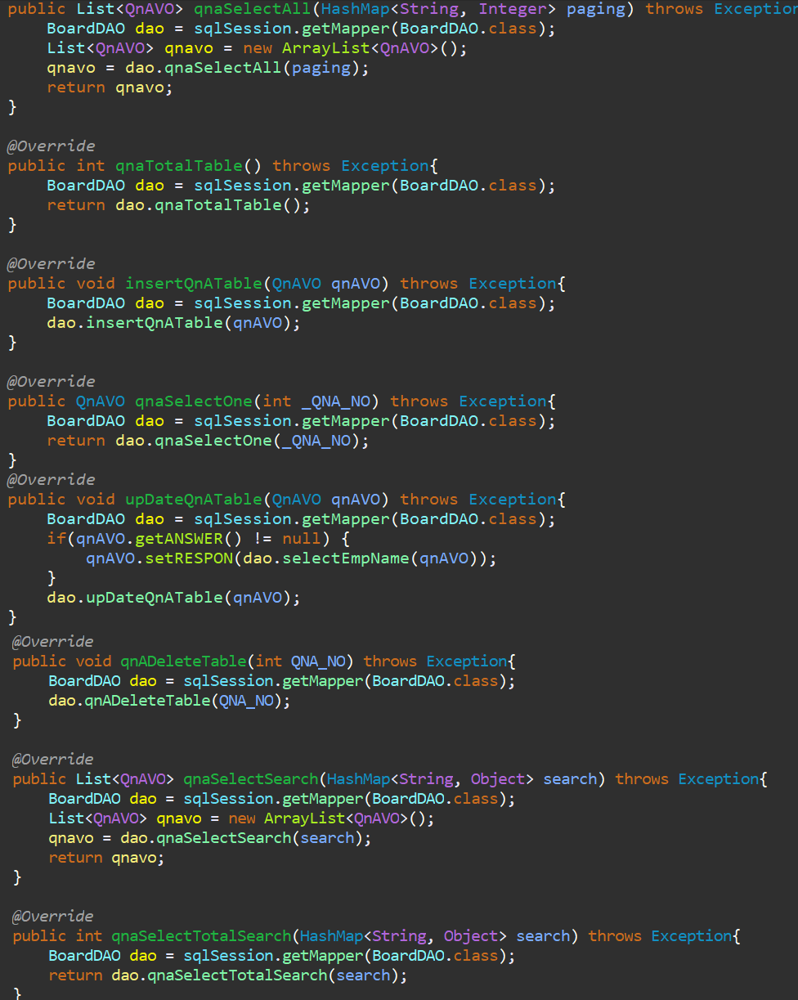 public List<QnAVO> qnaSelectAll(HashMap<String, Integer> paging) throws Exception
    BoardDAO dao = sqlSession.getMapper(BoardDAO.class);
    List<QnAVO> qnavo = new ArrayList<QnAVO>();
    qnavo = dao.qnaSelectAll(paging);
    return qnavo;
}

@Override
public int qnaTotalTable() throws Exception{
    BoardDAO dao = sqlSession.getMapper(BoardDAO.class);
    return dao.qnaTotalTable();
}

@Override
public void insertQnATable(QnAVO qnAVO) throws Exception{
    BoardDAO dao = sqlSession.getMapper(BoardDAO.class);
    dao.insertQnATable(qnAVO);
}

@Override
public QnAVO qnaSelectOne(int _QNA_NO) throws Exception{
    BoardDAO dao = sqlSession.getMapper(BoardDAO.class);
    return dao.qnaSelectOne(_QNA_NO);
}
@Override
public void upDateQnATable(QnAVO qnAVO) throws Exception{
    BoardDAO dao = sqlSession.getMapper(BoardDAO.class);
    if(qnAVO.getANSWER() != null) {
        qnAVO.setRESPON(dao.selectEmpName(qnAVO));
    }
    dao.upDateQnATable(qnAVO);
}
@Override
public void qnADeleteTable(int QNA_NO) throws Exception{
    BoardDAO dao = sqlSession.getMapper(BoardDAO.class);
    dao.qnADeleteTable(QNA_NO);
}

@Override
public List<QnAVO> qnaSelectSearch(HashMap<String, Object> search) throws Exception{
    BoardDAO dao = sqlSession.getMapper(BoardDAO.class);
    List<QnAVO> qnavo = new ArrayList<QnAVO>();
    qnavo = dao.qnaSelectSearch(search);
    return qnavo;
}

@Override
public int qnaSelectTotalSearch(HashMap<String, Object> search) throws Exception{
    BoardDAO dao = sqlSession.getMapper(BoardDAO.class);
    return dao.qnaSelectTotalSearch(search);
}